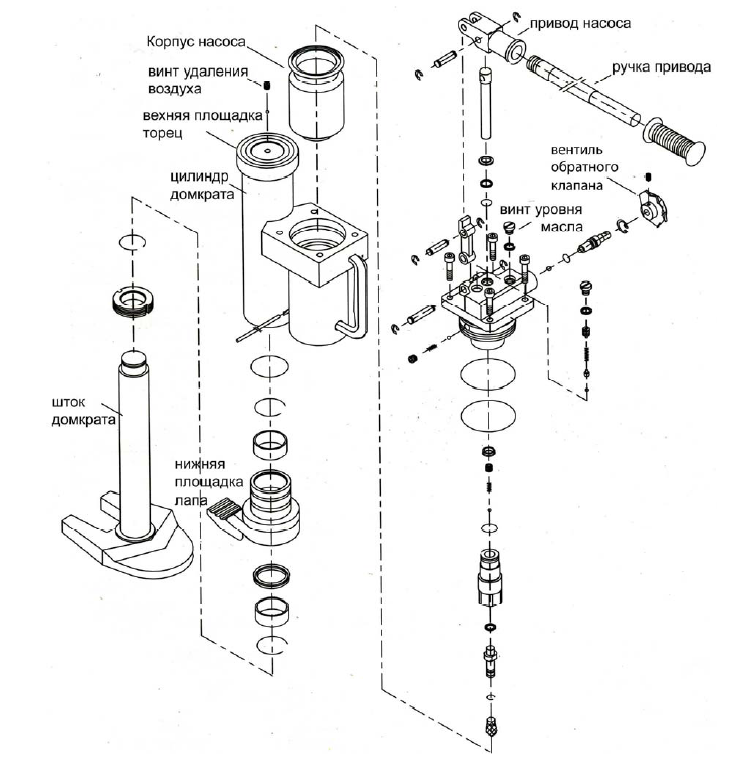 привод насоса
Корпус насоса
ручка привода
винт удаления
воздуха
вехняя площадка
торец
вентиль
обратного
клапана
цилиндр
домкрата
винт уровня
масла
шток
домкрата
нижняя
площадка
лапа